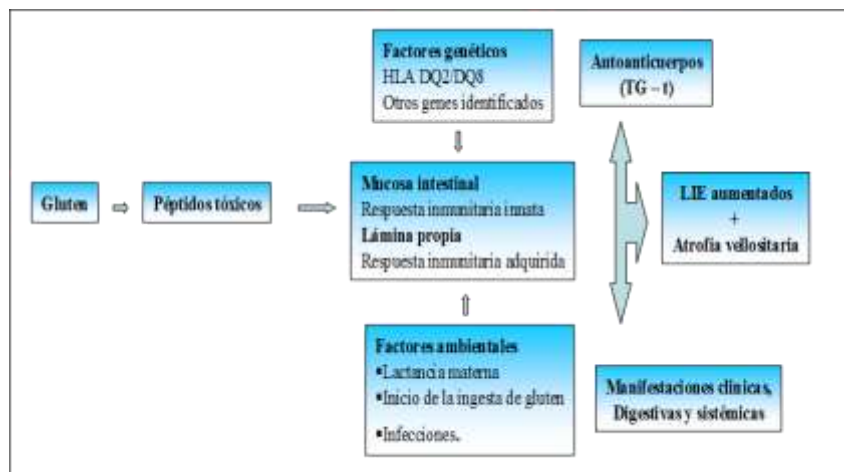 Factores genéticos
HLA DQ2/DQ8
Otros genes identificados
Autoanticuerpos
(TG – t)
Gluten
Péptidos tóxicos
Mucosa intestinal
Respuesta inmunitaria innata
Lámina propia
Respuesta inmunitaria adquirida
LIE aumentados
+
Atrofia vellositaria
Factores ambientales
▪Lactancia materna
▪Inicio de la ingesta de gluten
▪Infecciones.
Manifestaciones clínicas,
Digestivas y sistémicas